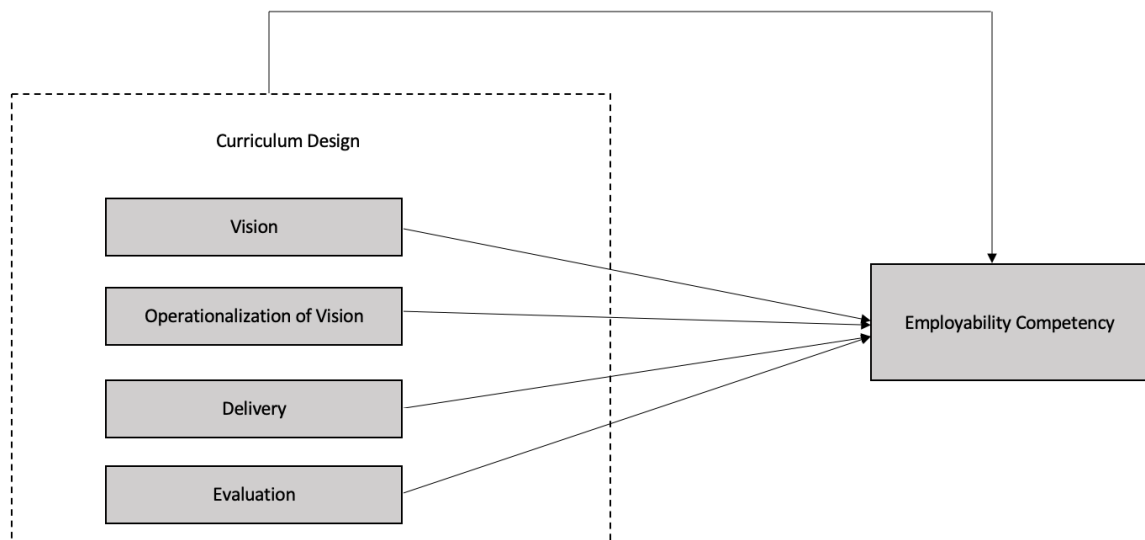 Curriculum Design
Vision
Operationalization of Vision
Delivery
Evaluation
Employability Competency